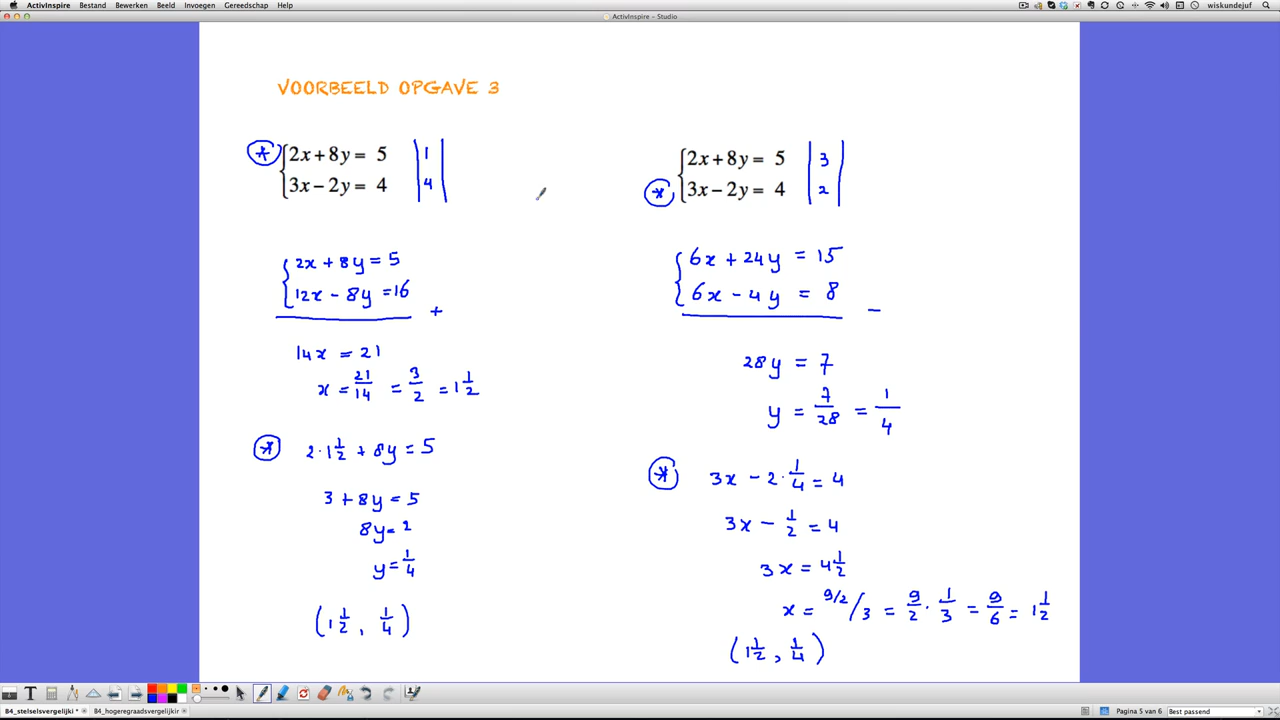 ActivInspire Bestand Bewerken Beeld Invoegen Gereedschap Help
wiskundejuf
ActivInspire – Studio
VOORBEELD OPGAVE 3
2x + 8y = 5 | 1 |
3x − 2y = 4 | 4 |
2x + 8y = 5
12x − 8y = 16
+
14x = 21
x = 21/14 = 3/2 = 1 1/2
2 · 1 1/2 + 8y = 5
3 + 8y = 5
8y = 2
y = 1/4
(1 1/2, 1/4)
2x + 8y = 5 | 3 |
* 3x − 2y = 4 | 2 |
6x + 24y = 15
6x − 4y = 8
−
28y = 7
y = 7/28 = 1/4
* 3x − 2 · 1/4 = 4
3x − 1/2 = 4
3x = 4 1/2
x = 9/2 / 3 = 9/2 · 1/3 = 9/6 = 1 1/2
(1 1/2, 1/4)
B4_stelselsvergelijki * B4_hogeregraadsvergelijkir
Pagina 5 van 6 Best passend